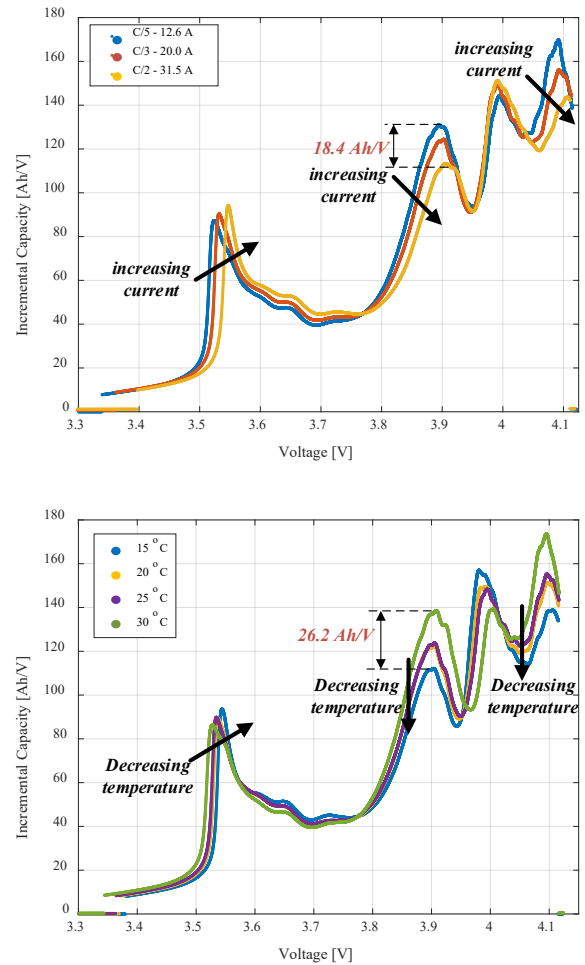 180
160
140
120
100
80
60
40
20
0
Incremental Capacity [Ah/V]
C/5 - 12.6 A
C/3 - 20.0 A
C/2 - 31.5 A
increasing
current
18.4 Ah/V
increasing
current
increasing
current
3.3 3.4 3.5 3.6 3.7 3.8 3.9 4 4.1
Voltage [V]
180
160
140
120
100
80
60
40
20
0
Incremental Capacity [Ah/V]
15 °C
20 °C
25 °C
30 °C
26.2 Ah/V
Decreasing
temperature
Decreasing
temperature
Decreasing
temperature
3.3 3.4 3.5 3.6 3.7 3.8 3.9 4 4.1
Voltage [V]